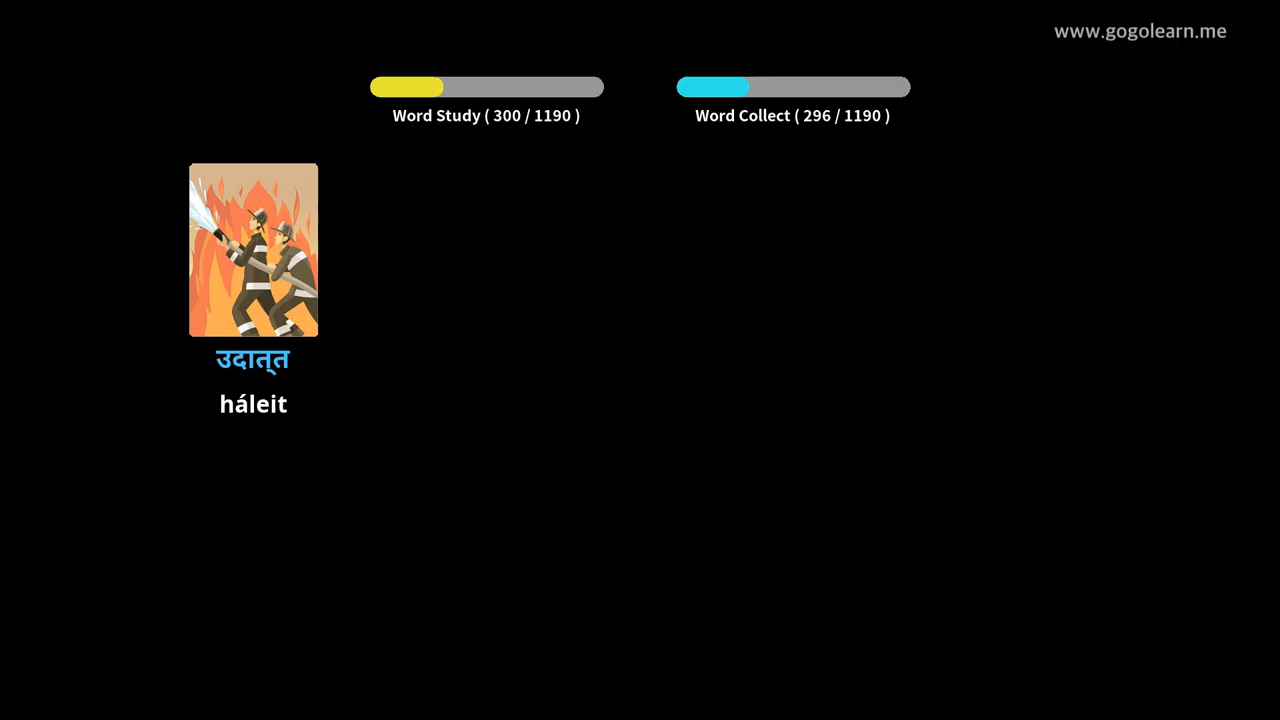 www.gogolearn.me
Word Study ( 300 / 1190 )
Word Collect ( 296 / 1190 )
उदात्त
háleit